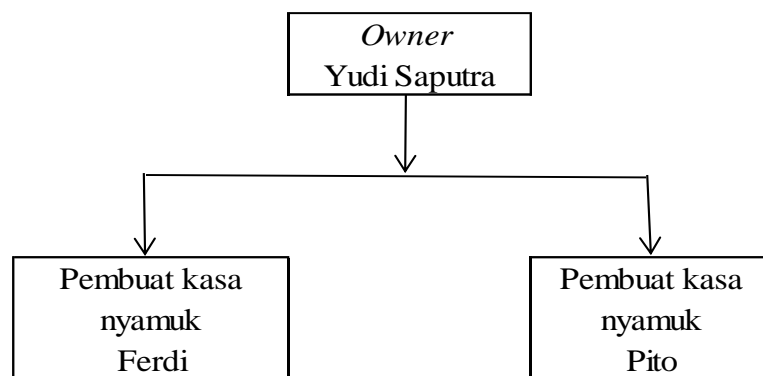 Owner
Yudi Saputra
Pembuat kasa
nyamuk
Ferdi
Pembuat kasa
nyamuk
Pito